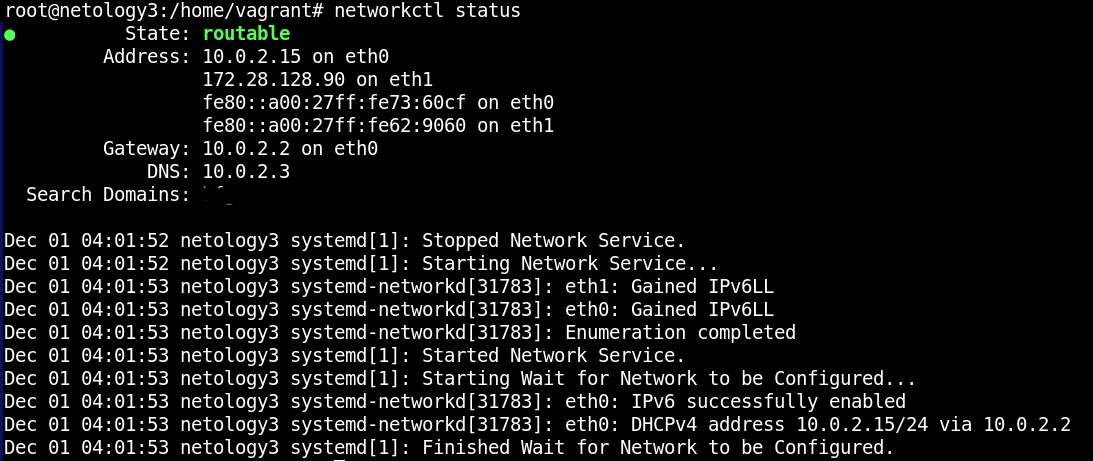 root@netology3:/home/vagrant# networkctl status
● State: routable
Address: 10.0.2.15 on eth0
172.28.128.90 on eth1
fe80::a00:27ff:fe73:60cf on eth0
fe80::a00:27ff:fe62:9060 on eth1
Gateway: 10.0.2.2 on eth0
DNS: 10.0.2.3
Search Domains:
Dec 01 04:01:52 netology3 systemd[1]: Stopped Network Service.
Dec 01 04:01:52 netology3 systemd[1]: Starting Network Service...
Dec 01 04:01:53 netology3 systemd-networkd[31783]: eth1: Gained IPv6LL
Dec 01 04:01:53 netology3 systemd-networkd[31783]: eth0: Gained IPv6LL
Dec 01 04:01:53 netology3 systemd-networkd[31783]: Enumeration completed
Dec 01 04:01:53 netology3 systemd[1]: Started Network Service.
Dec 01 04:01:53 netology3 systemd[1]: Starting Wait for Network to be Configured...
Dec 01 04:01:53 netology3 systemd-networkd[31783]: eth0: IPv6 successfully enabled
Dec 01 04:01:53 netology3 systemd-networkd[31783]: eth0: DHCPv4 address 10.0.2.15/24 via 10.0.2.2
Dec 01 04:01:53 netology3 systemd[1]: Finished Wait for Network to be Configured.